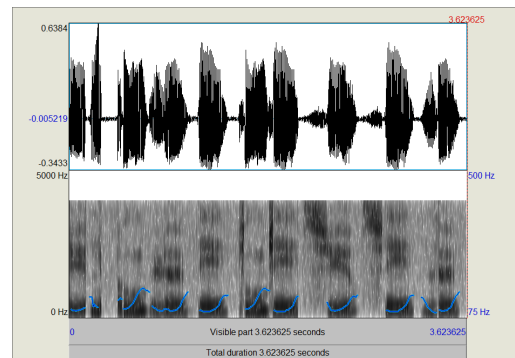 3.623625
0.6384
-0.005219
-0.3433
5000 Hz 500 Hz
0 Hz 75 Hz
0 Visible part 3.623625 seconds 3.623625
Total duration 3.623625 seconds